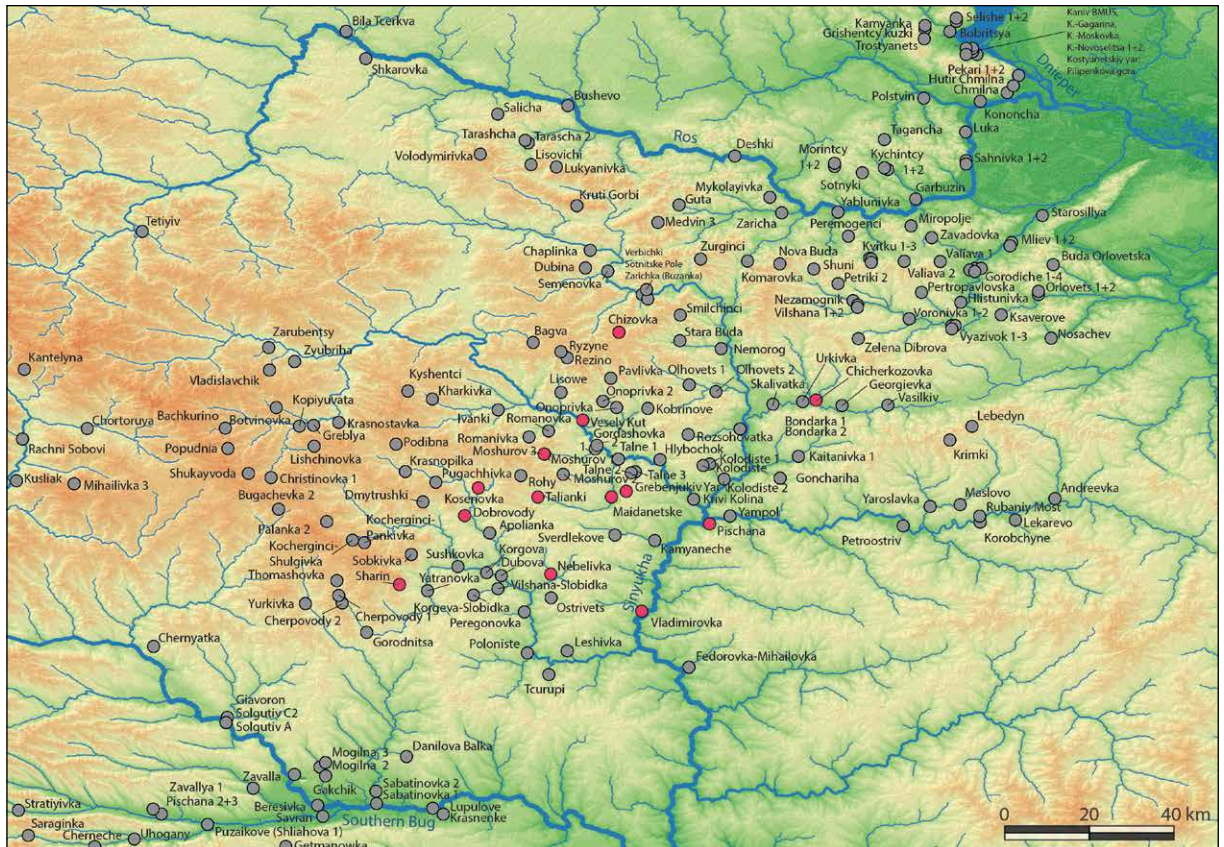 Bila Tcerkva
Shkarovka
Bushevo
Salicha
Tarashcha
Tarascha 2
Volodymirivka
Lisovichi
Lukyanivka
Kruti Gorbi
Tetiyiv
Ros
Deshki
Kamyanka
Grishentcy kuzki
Trostyanets
Selishe 1+2
Bobritsya
Kaniv BMUS,
K.-Gagarina,
K.-Moskovka,
K.-Novoselitsa 1+2,
Kostyanetskiy yar,
Pilipenkova gora
Dnieper
Pekari 1+2
Hutir Chmilna
Chmilna
Polstvin
Kononcha
Luka
Tagancha
Morintcy
1+2
Kychintcy
1+2
Sahnivka 1+2
Sotnyki
Garbuzin
Mykolayivka
Guta
Zaricha
Yabluniyka
Medvin 3
Peremogenci
Miropolje
Starosillya
Zavadovka
Mliev 1+2
Chaplinka
Dubina
Semenovka
Verbichki
Sotnitske Pole
Zarichka (Buzanka)
Zurginci
Nova Buda
Kvitku 1-3
Valiava 1
Buda Orlovetska
Komarovka
Shuni
Petriki 2
Valiava 2
Gorodiche 1-4
Pertropavlovska
Orlovets 1+2
Nezamognik
Vilshana 1+2
Hlistunivka
Voronivka 1-2
Ksaverove
Smilchinci
Chizovka
Stara Buda
Nemorog
Zelena Dibrova
Vyazivok 1-3
Nosachev
Zarubentsy
Zyubriha
Bagva
Ryzyne
Rezino
Kantelyna
Vladislavchik
Kyshentci
Kharkivka
Lisowe
Pavlivka
Olhovets 1
Olhovets 2
Urkivka
Chicherkozovka
Skalivatka
Georgievka
Vasilkiv
Onoprivka 2
Onoprivka
Kobrinove
Chortoruya
Bachkurino
Botvinovka
Kopiyuvata
Krasnostavka
Ivanki
Romanovka
Vesely Kut
Bondarka 1
Bondarka 2
Lebedyn
Greblya
Romanivka
Gordashovka
Rozsohovatka
Rachni Sobovi
Popudnia
Lishchinovka
Podibna
Moshurov 3
Moshurov
Talne 1
Hlybochok
Kolodiste 1
Kaitanivka 1
Krimki
Shukayvoda
Krasnopilka
Pugachhivka
Talne 2
Talne 3
Kolodiste
Kusliak
Mihailivka 3
Christinovka 1
Rohy
Moshurov 2
Grebenjukiv Yar
Kolodiste 2
Gonchariha
Bugachevka 2
Dmytrushki
Kosenovka
Talianki
Maidanetske
Krivi Kolina
Andreevka
Maslovo
Yaroslavka
Rubaniy Most
Palanka 2
Kocherginci-
Pankivka
Dobrovody
Apolianka
Pischana
Yampol
Lekarevo
Petroostriv
Korobchyne
Kocherginci-
Shulgivka
Sobkivka
Sushkovka
Sverdlekove
Kamyaneche
Korgova
Dubova
Nebelivka
Thomashovka
Sharin
Yatranovka
Vilshana-Slobidka
Sinyukha
Yurkivka
Cherpovody 2
Cherpovody 1
Korgeva-Slobidka
Ostrivets
Peregonovka
Vladimirovka
Gorodnitsa
Chernyatka
Poloniste
Leshivka
Fedorovka-Mihailovka
Tcurupi
Giavoron
Solgutiv C2
Solgutiv A
Mogilna 3
Mogilna 2
Danilova Balka
Zavalla
Zavallya 1
Gakchik
Sabatinovka 2
Sabatinovka 1
Stratiyivka
Pischana 2+3
Beresivka
Savran
Southern Bug
Lupulove
Krasnenke
Saraginka
Cherneche
Uhogany
Puzaikove (Shliahova 1)
Getmanowka
0 20 40 km